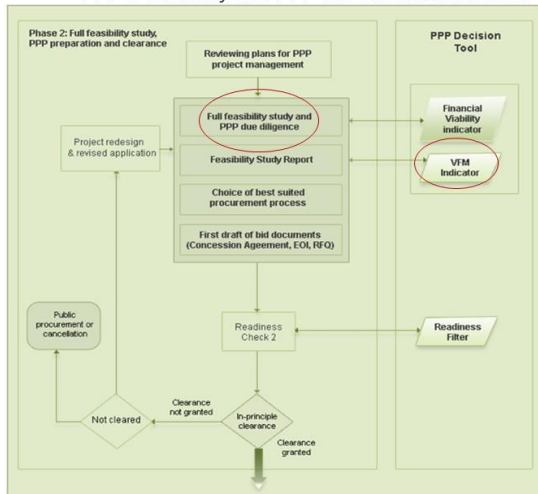 Phase 2: Full feasibility study,
PPP preparation and clearance
PPP Decision
Tool
Reviewing plans for PPP
project management
Full feasibility study and
PPP due diligence
Financial
Viability
indicator
Project redesign
& revised application
Feasibility Study Report
VFM
Indicator
Choice of best suited
procurement process
First draft of bid documents
(Concession Ageement, EOI, RFQ)
Public
procurement or
cancellation
Readiness
Check 2
Readiness
Filter
Clearance
not granted
Not cleared
In-principle
clearance
Clearance
granted